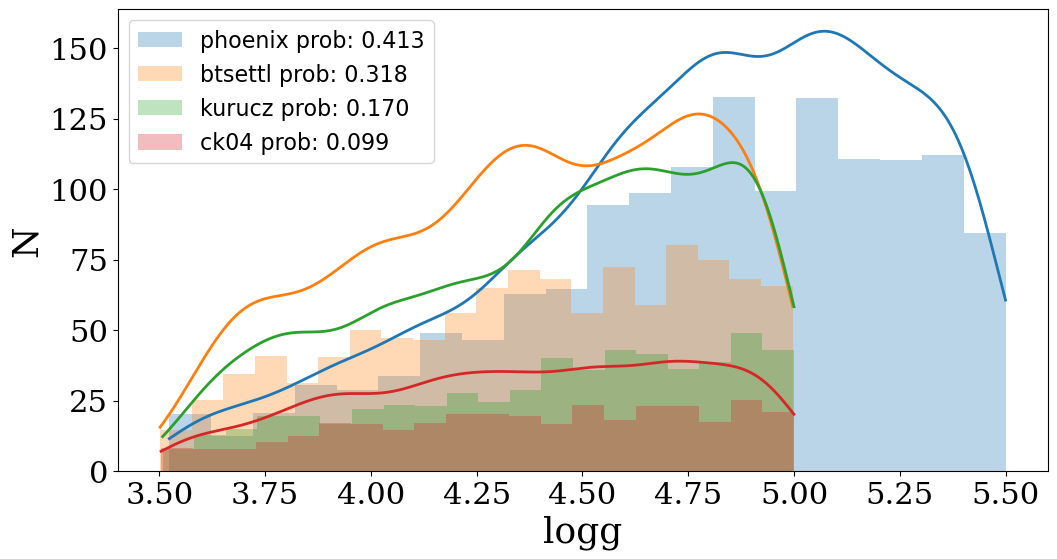 phoenix prob: 0.413
btsettl prob: 0.318
kurucz prob: 0.170
ck04 prob: 0.099
150
125
100
75
50
25
0
N
3.50 3.75 4.00 4.25 4.50 4.75 5.00 5.25 5.50
logg